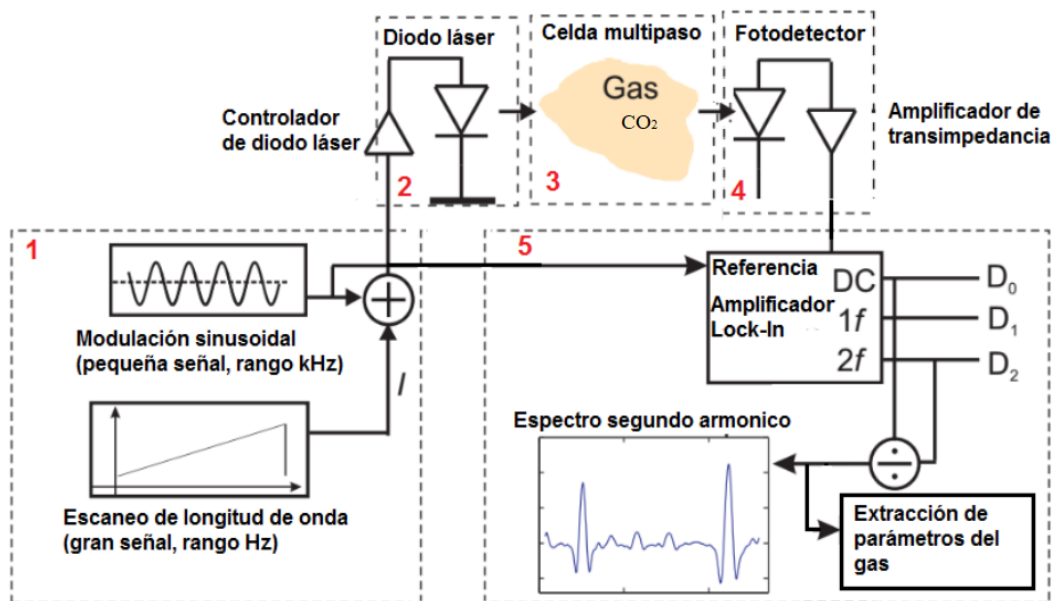 Diodo láser
Celda multipaso
Fotodetector
Controlador
de diodo láser
Gas
CO₂
Amplificador de
transimpedancia
2
3
4
1
5
Modulación sinusoidal
(pequeña señal, rango kHz)
I
Escaneo de longitud de onda
(gran señal, rango Hz)
Referencia
Amplificador
Lock-In
DC
1f
2f
D₀
D₁
D₂
Espectro segundo armonico
Extracción de
parámetros del
gas